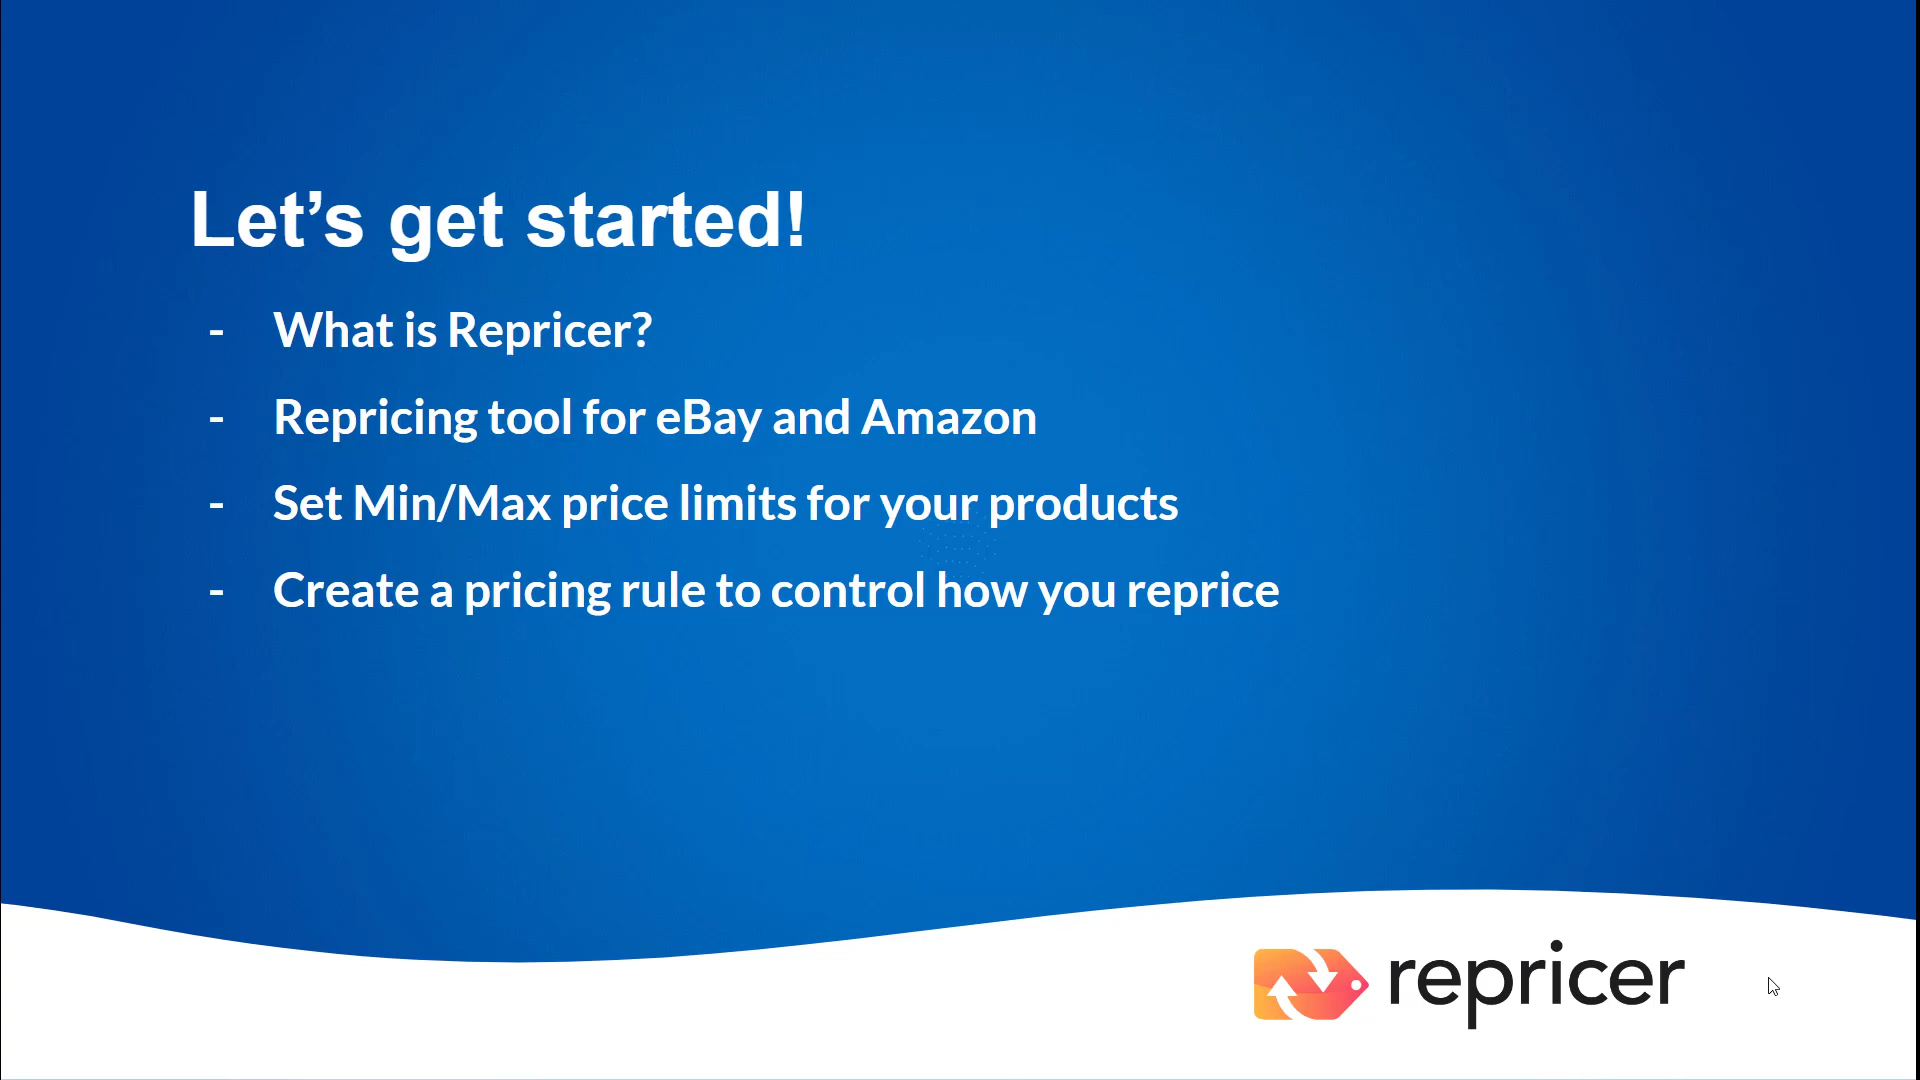 Let’s get started!
- What is Repricer?
- Repricing tool for eBay and Amazon
- Set Min/Max price limits for your products
- Create a pricing rule to control how you reprice
repricer